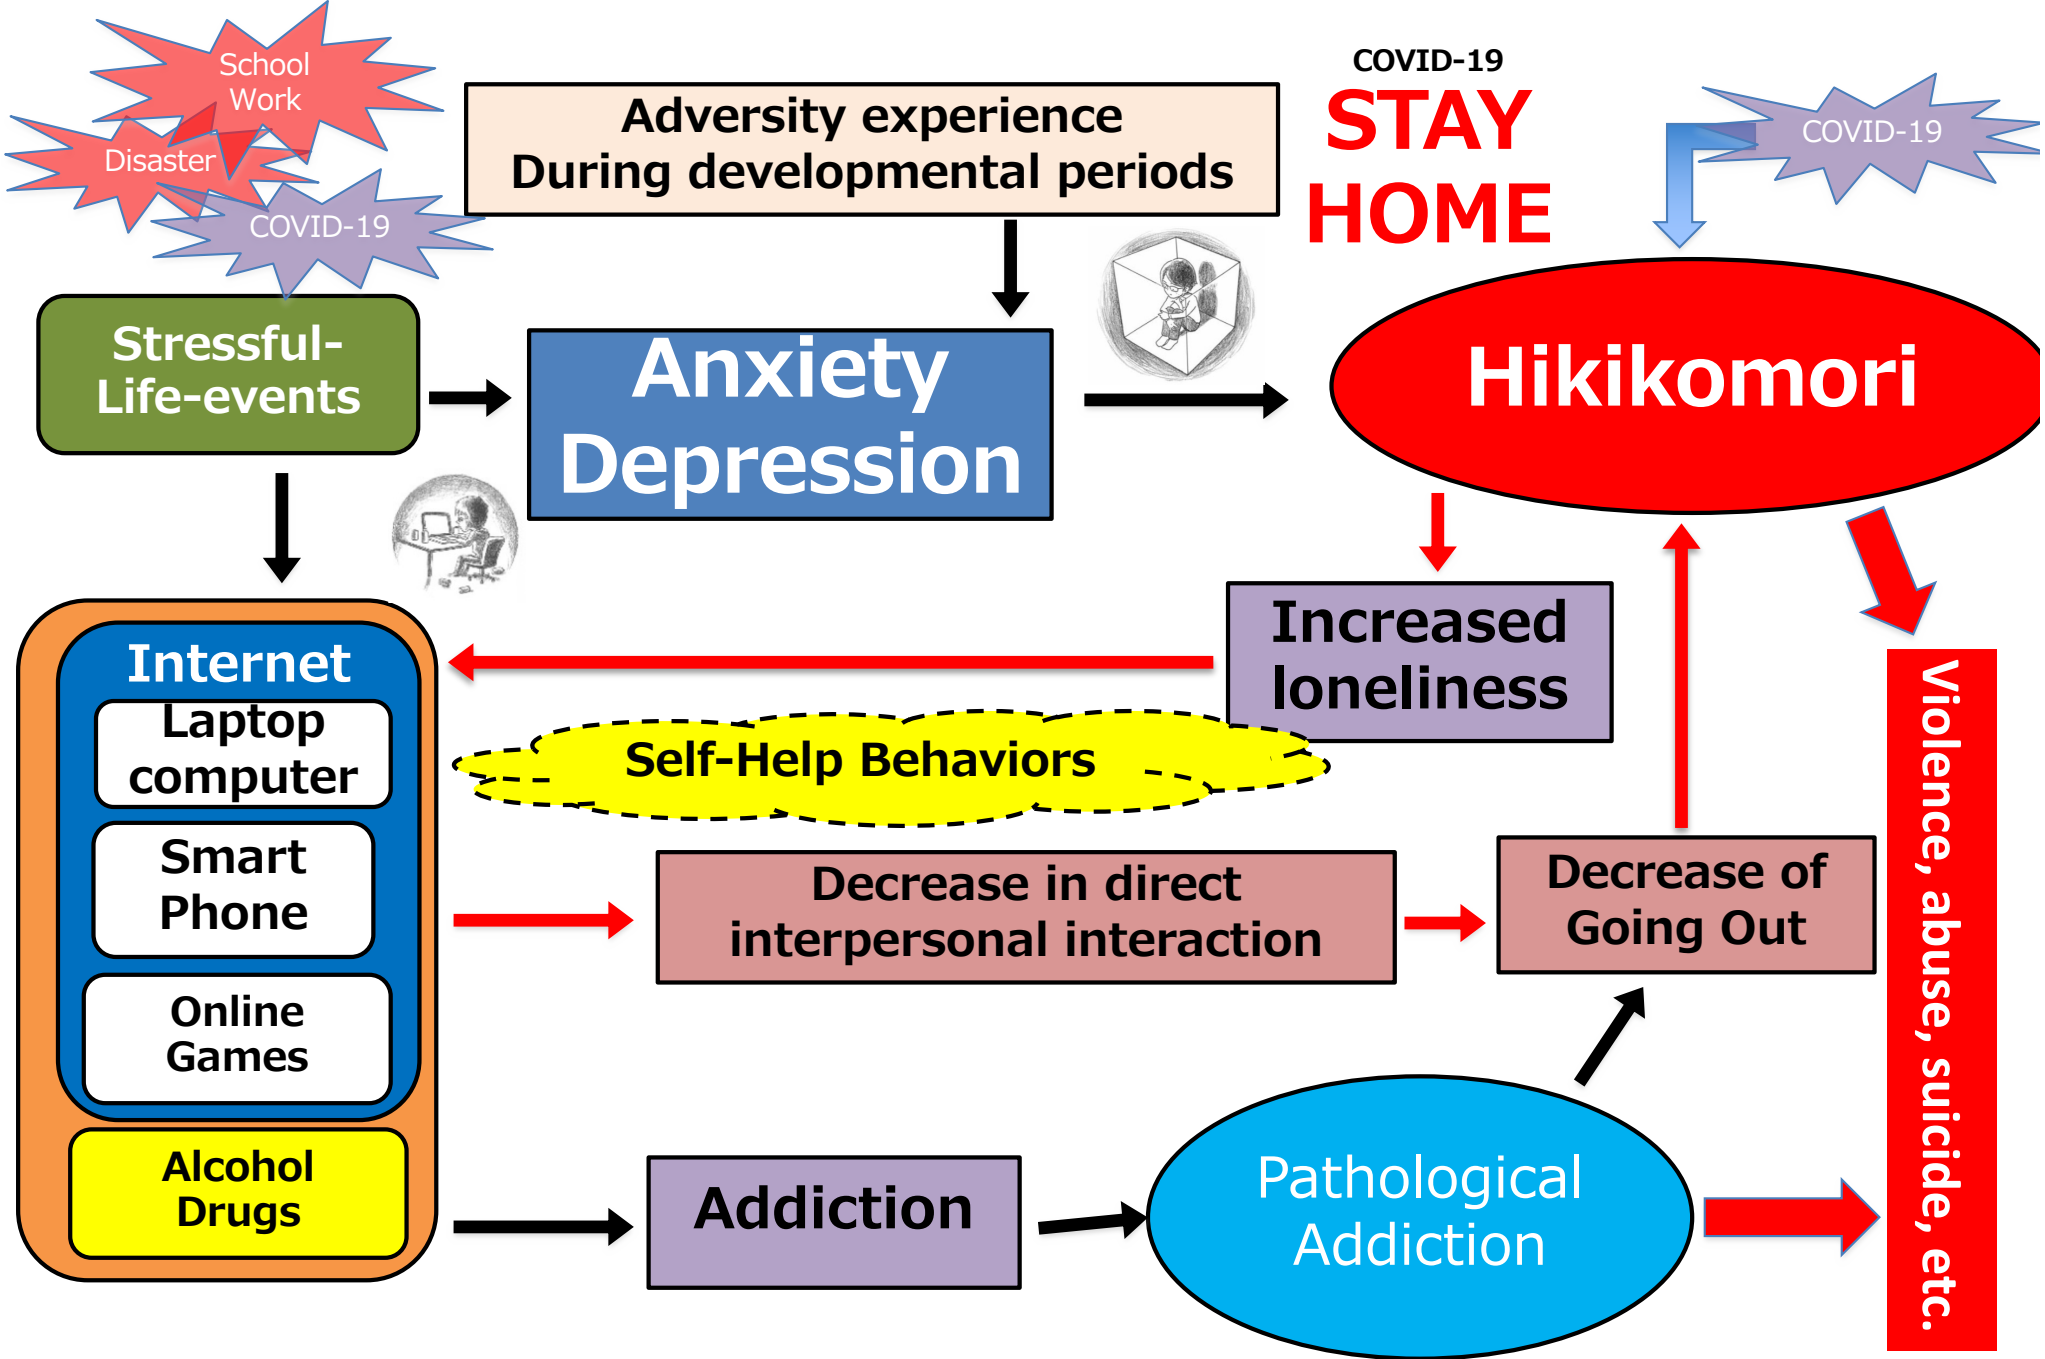 School
Work
Disaster
COVID-19
Adversity experience
During developmental periods
COVID-19
STAY
HOME
COVID-19
Stressful-
Life-events
Anxiety
Depression
Hikikomori
Internet
Laptop
computer
Smart
Phone
Online
Games
Alcohol
Drugs
Increased
loneliness
Self-Help Behaviors
Decrease in direct
interpersonal interaction
Decrease of
Going Out
Addiction
Pathological
Addiction
Violence, abuse, suicide, etc.